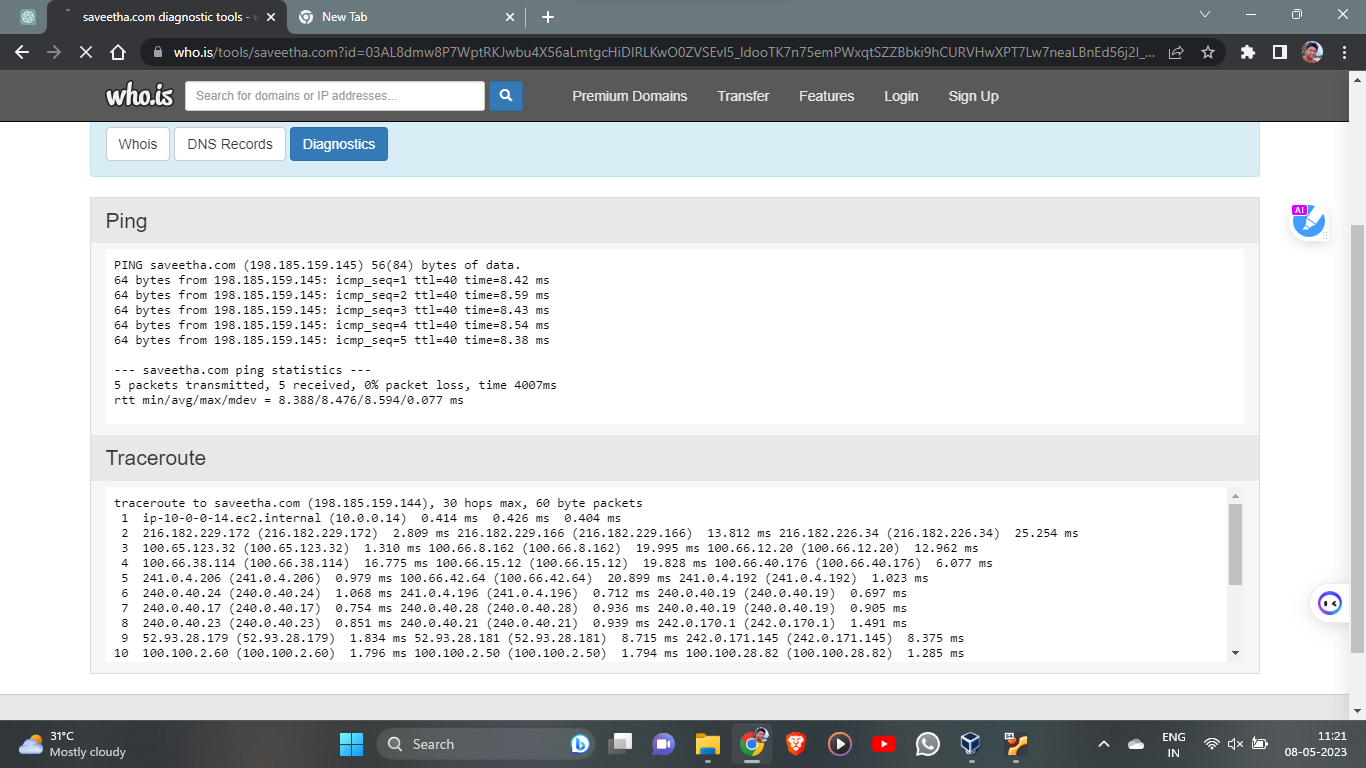 saveetha.com diagnostic tools -
New Tab
who.is/tools/saveetha.com?id=03AL8dmw8P7WptRKJwbu4X56aLmtgcHiDIRLKwO0ZVSEvI5_IdooTK7n75emPWxqtSZZBbki9hCURVHwXPT7Lw7neaLBnEd56j2I_...
who.is
Search for domains or IP addresses...
Premium Domains
Transfer
Features
Login
Sign Up
Whois
DNS Records
Diagnostics
AI
Ping
PING saveetha.com (198.185.159.145) 56(84) bytes of data.
64 bytes from 198.185.159.145: icmp_seq=1 ttl=40 time=8.42 ms
64 bytes from 198.185.159.145: icmp_seq=2 ttl=40 time=8.59 ms
64 bytes from 198.185.159.145: icmp_seq=3 ttl=40 time=8.43 ms
64 bytes from 198.185.159.145: icmp_seq=4 ttl=40 time=8.54 ms
64 bytes from 198.185.159.145: icmp_seq=5 ttl=40 time=8.38 ms
--- saveetha.com ping statistics ---
5 packets transmitted, 5 received, 0% packet loss, time 4007ms
rtt min/avg/max/mdev = 8.388/8.476/8.594/0.077 ms
Traceroute
traceroute to saveetha.com (198.185.159.144), 30 hops max, 60 byte packets
1 ip-10-0-0-14.ec2.internal (10.0.0.14) 0.414 ms 0.426 ms 0.404 ms
2 216.182.229.172 (216.182.229.172) 2.809 ms 216.182.229.166 (216.182.229.166) 13.812 ms 216.182.226.34 (216.182.226.34) 25.254 ms
3 100.65.123.32 (100.65.123.32) 1.310 ms 100.66.8.162 (100.66.8.162) 19.995 ms 100.66.12.20 (100.66.12.20) 12.962 ms
4 100.66.38.114 (100.66.38.114) 16.775 ms 100.66.15.12 (100.66.15.12) 19.828 ms 100.66.40.176 (100.66.40.176) 6.077 ms
5 241.0.4.206 (241.0.4.206) 0.979 ms 100.66.42.64 (100.66.42.64) 20.899 ms 241.0.4.192 (241.0.4.192) 1.023 ms
6 240.0.40.24 (240.0.40.24) 1.068 ms 241.0.4.196 (241.0.4.196) 0.712 ms 240.0.40.19 (240.0.40.19) 0.697 ms
7 240.0.40.17 (240.0.40.17) 0.754 ms 240.0.40.28 (240.0.40.28) 0.936 ms 240.0.40.19 (240.0.40.19) 0.905 ms
8 240.0.40.23 (240.0.40.23) 0.851 ms 240.0.40.21 (240.0.40.21) 0.939 ms 242.0.170.1 (242.0.170.1) 1.491 ms
9 52.93.28.179 (52.93.28.179) 1.834 ms 52.93.28.181 (52.93.28.181) 8.715 ms 242.0.171.145 (242.0.171.145) 8.375 ms
10 100.100.2.60 (100.100.2.60) 1.796 ms 100.100.2.50 (100.100.2.50) 1.794 ms 100.100.28.82 (100.100.28.82) 1.285 ms
31°C
Mostly cloudy
Search
64
ENG
IN
11:21
08-05-2023